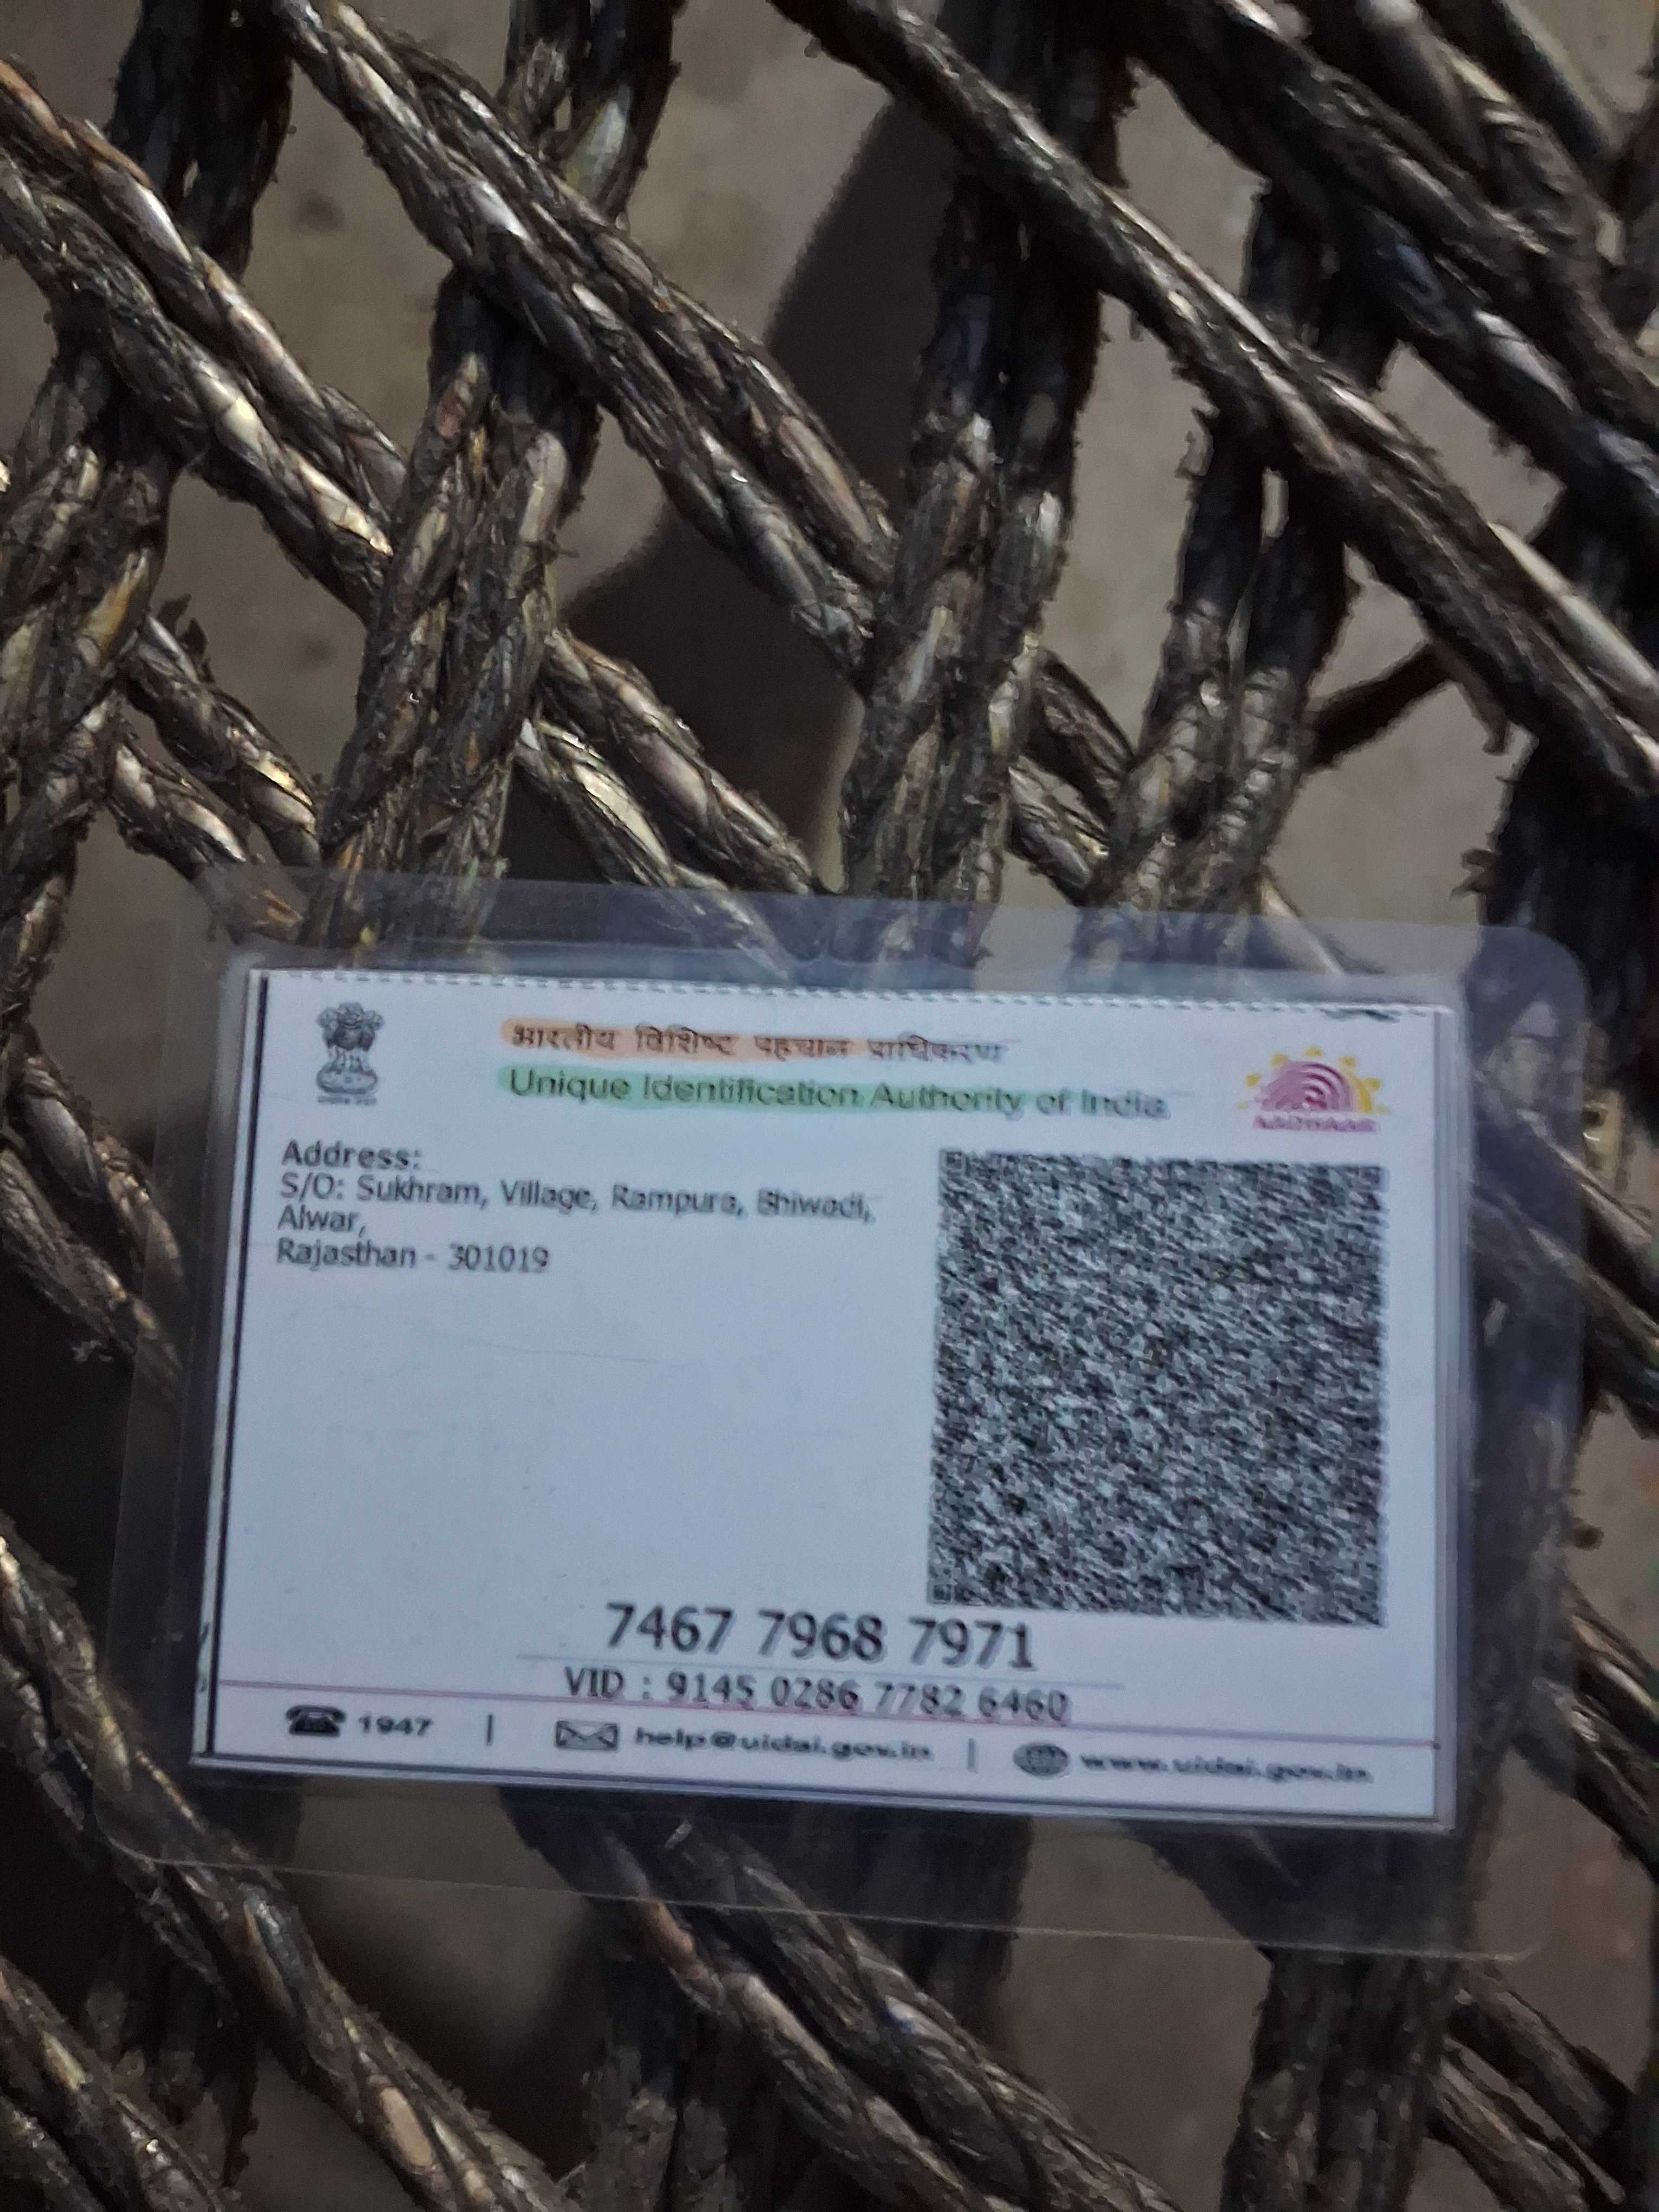 भारतीय विशिष्ट पहचान प्राधिकरण
Unique Identification Authority of India
AADHAAR
Address:
S/O: Sukhram, Village, Rampura, Bhiwadi,
Alwar,
Rajasthan - 301019
7467 7968 7971
VID : 9145 0286 7782 6460
1947 | help@uidai.gov.in | www.uidai.gov.in